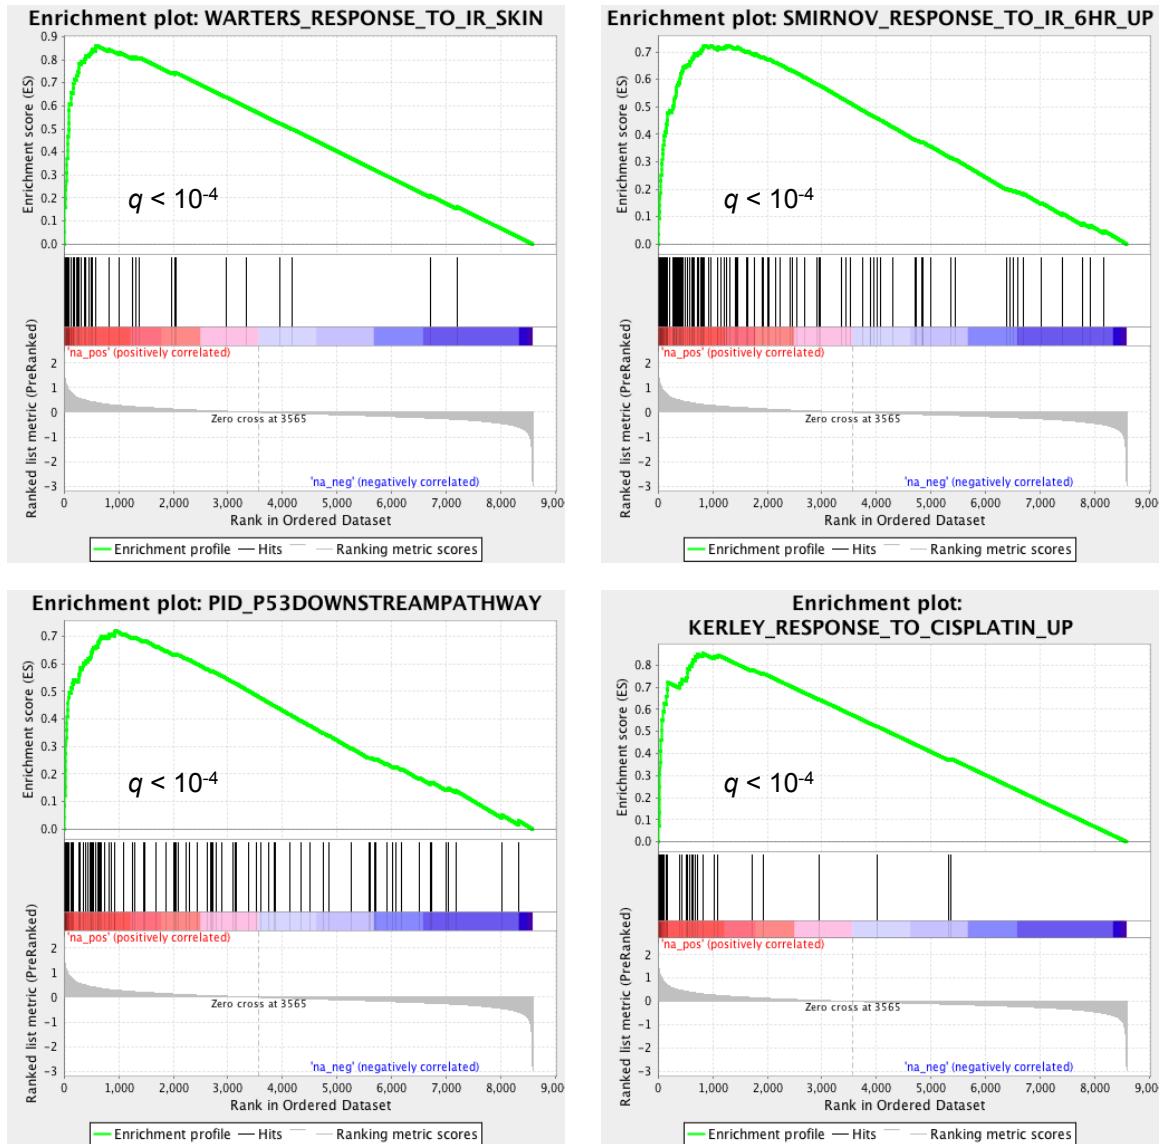 Enrichment plot: WARTERS_RESPONSE_TO_IR_SKIN
Enrichment score (ES)
0.9
0.8
0.7
0.6
0.5
0.4
0.3
0.2
0.1
0.0
q < 10-4
'na_pos' (positively correlated)
Ranked list metric (PreRanked)
2
1
0
-1
-2
-3
Zero cross at 3565
'na_neg' (negatively correlated)
0 1,000 2,000 3,000 4,000 5,000 6,000 7,000 8,000 9,00
Rank in Ordered Dataset
Enrichment profile Hits Ranking metric scores
Enrichment plot: SMIRNOV_RESPONSE_TO_IR_6HR_UP
Enrichment score (ES)
0.7
0.6
0.5
0.4
0.3
0.2
0.1
0.0
q < 10-4
'na_pos' (positively correlated)
Ranked list metric (PreRanked)
2
1
0
-1
-2
-3
Zero cross at 3565
'na_neg' (negatively correlated)
0 1,000 2,000 3,000 4,000 5,000 6,000 7,000 8,000 9,00
Rank in Ordered Dataset
Enrichment profile Hits Ranking metric scores
Enrichment plot: PID_P53DOWNSTREAMPATHWAY
Enrichment score (ES)
0.7
0.6
0.5
0.4
0.3
0.2
0.1
0.0
q < 10-4
'na_pos' (positively correlated)
Ranked list metric (PreRanked)
2
1
0
-1
-2
-3
Zero cross at 3565
'na_neg' (negatively correlated)
0 1,000 2,000 3,000 4,000 5,000 6,000 7,000 8,000 9,00
Rank in Ordered Dataset
Enrichment profile Hits Ranking metric scores
Enrichment plot:
KERLEY_RESPONSE_TO_CISPLATIN_UP
Enrichment score (ES)
0.8
0.7
0.6
0.5
0.4
0.3
0.2
0.1
0.0
q < 10-4
'na_pos' (positively correlated)
Ranked list metric (PreRanked)
2
1
0
-1
-2
-3
Zero cross at 3565
'na_neg' (negatively correlated)
0 1,000 2,000 3,000 4,000 5,000 6,000 7,000 8,000 9,00
Rank in Ordered Dataset
Enrichment profile Hits Ranking metric scores